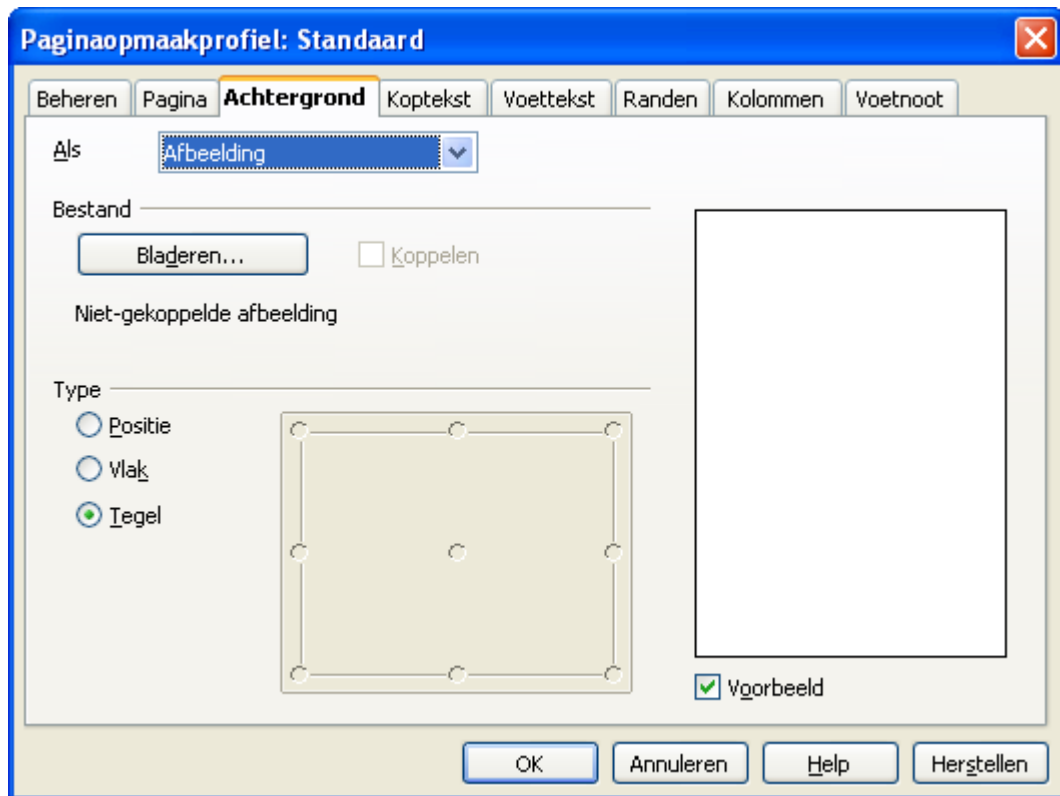 Paginaopmaakprofiel: Standaard
Beheren Pagina Achtergrond Koptekst Voettekst Randen Kolommen Voetnoot
Als Afbeelding
Bestand
Bladeren... Koppelen
Niet-gekoppelde afbeelding
Type
Positie
Vlak
Tegel
Voorbeeld
OK Annuleren Help Herstellen